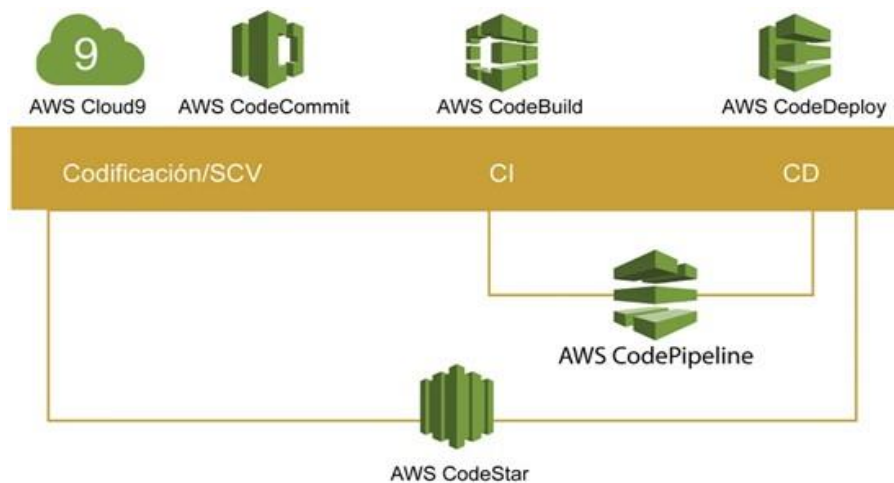 9
AWS Cloud9
AWS CodeCommit
AWS CodeBuild
AWS CodeDeploy
Codificación/SCV
CI
CD
AWS CodePipeline
AWS CodeStar